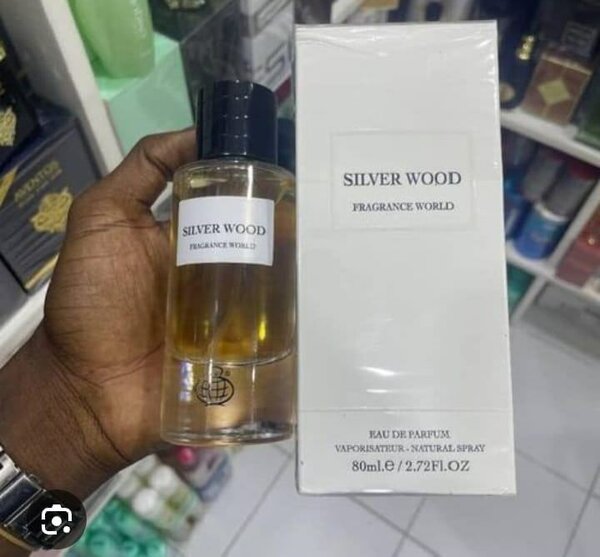 SILVER WOOD
FRAGRANCE WORLD
SILVER WOOD
FRAGRANCE WORLD
EAU DE PARFUM
VAPORISATEUR - NATURAL SPRAY
80ml.e / 2.72Fl.OZ